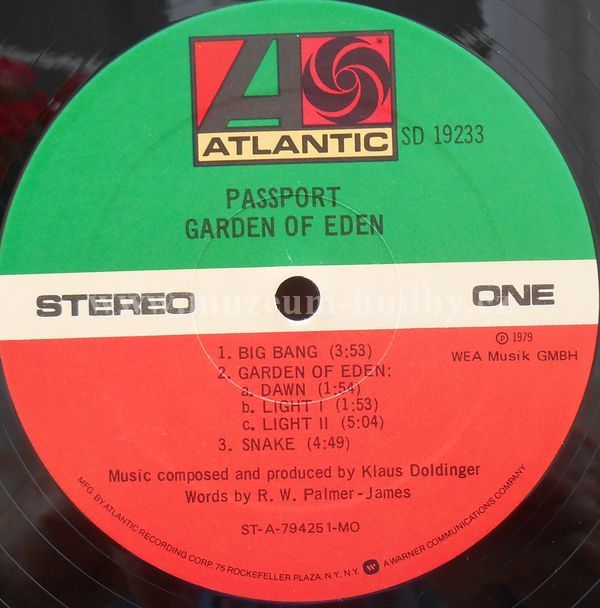 ATLANTIC
SD 19233
PASSPORT
GARDEN OF EDEN
STEREO
ONE
www.muzeum-hudby.cz
℗ 1979
WEA Musik GMBH
1. BIG BANG (3:53)
2. GARDEN OF EDEN:
a. DAWN (1:54)
b. LIGHT I (1:53)
c. LIGHT II (5:04)
3. SNAKE (4:49)
Music composed and produced by Klaus Doldinger
Words by R. W. Palmer-James
ST-A-794251-MO
MFG. BY ATLANTIC RECORDING CORP. 75 ROCKEFELLER PLAZA, N.Y., N.Y. A WARNER COMMUNICATIONS COMPANY